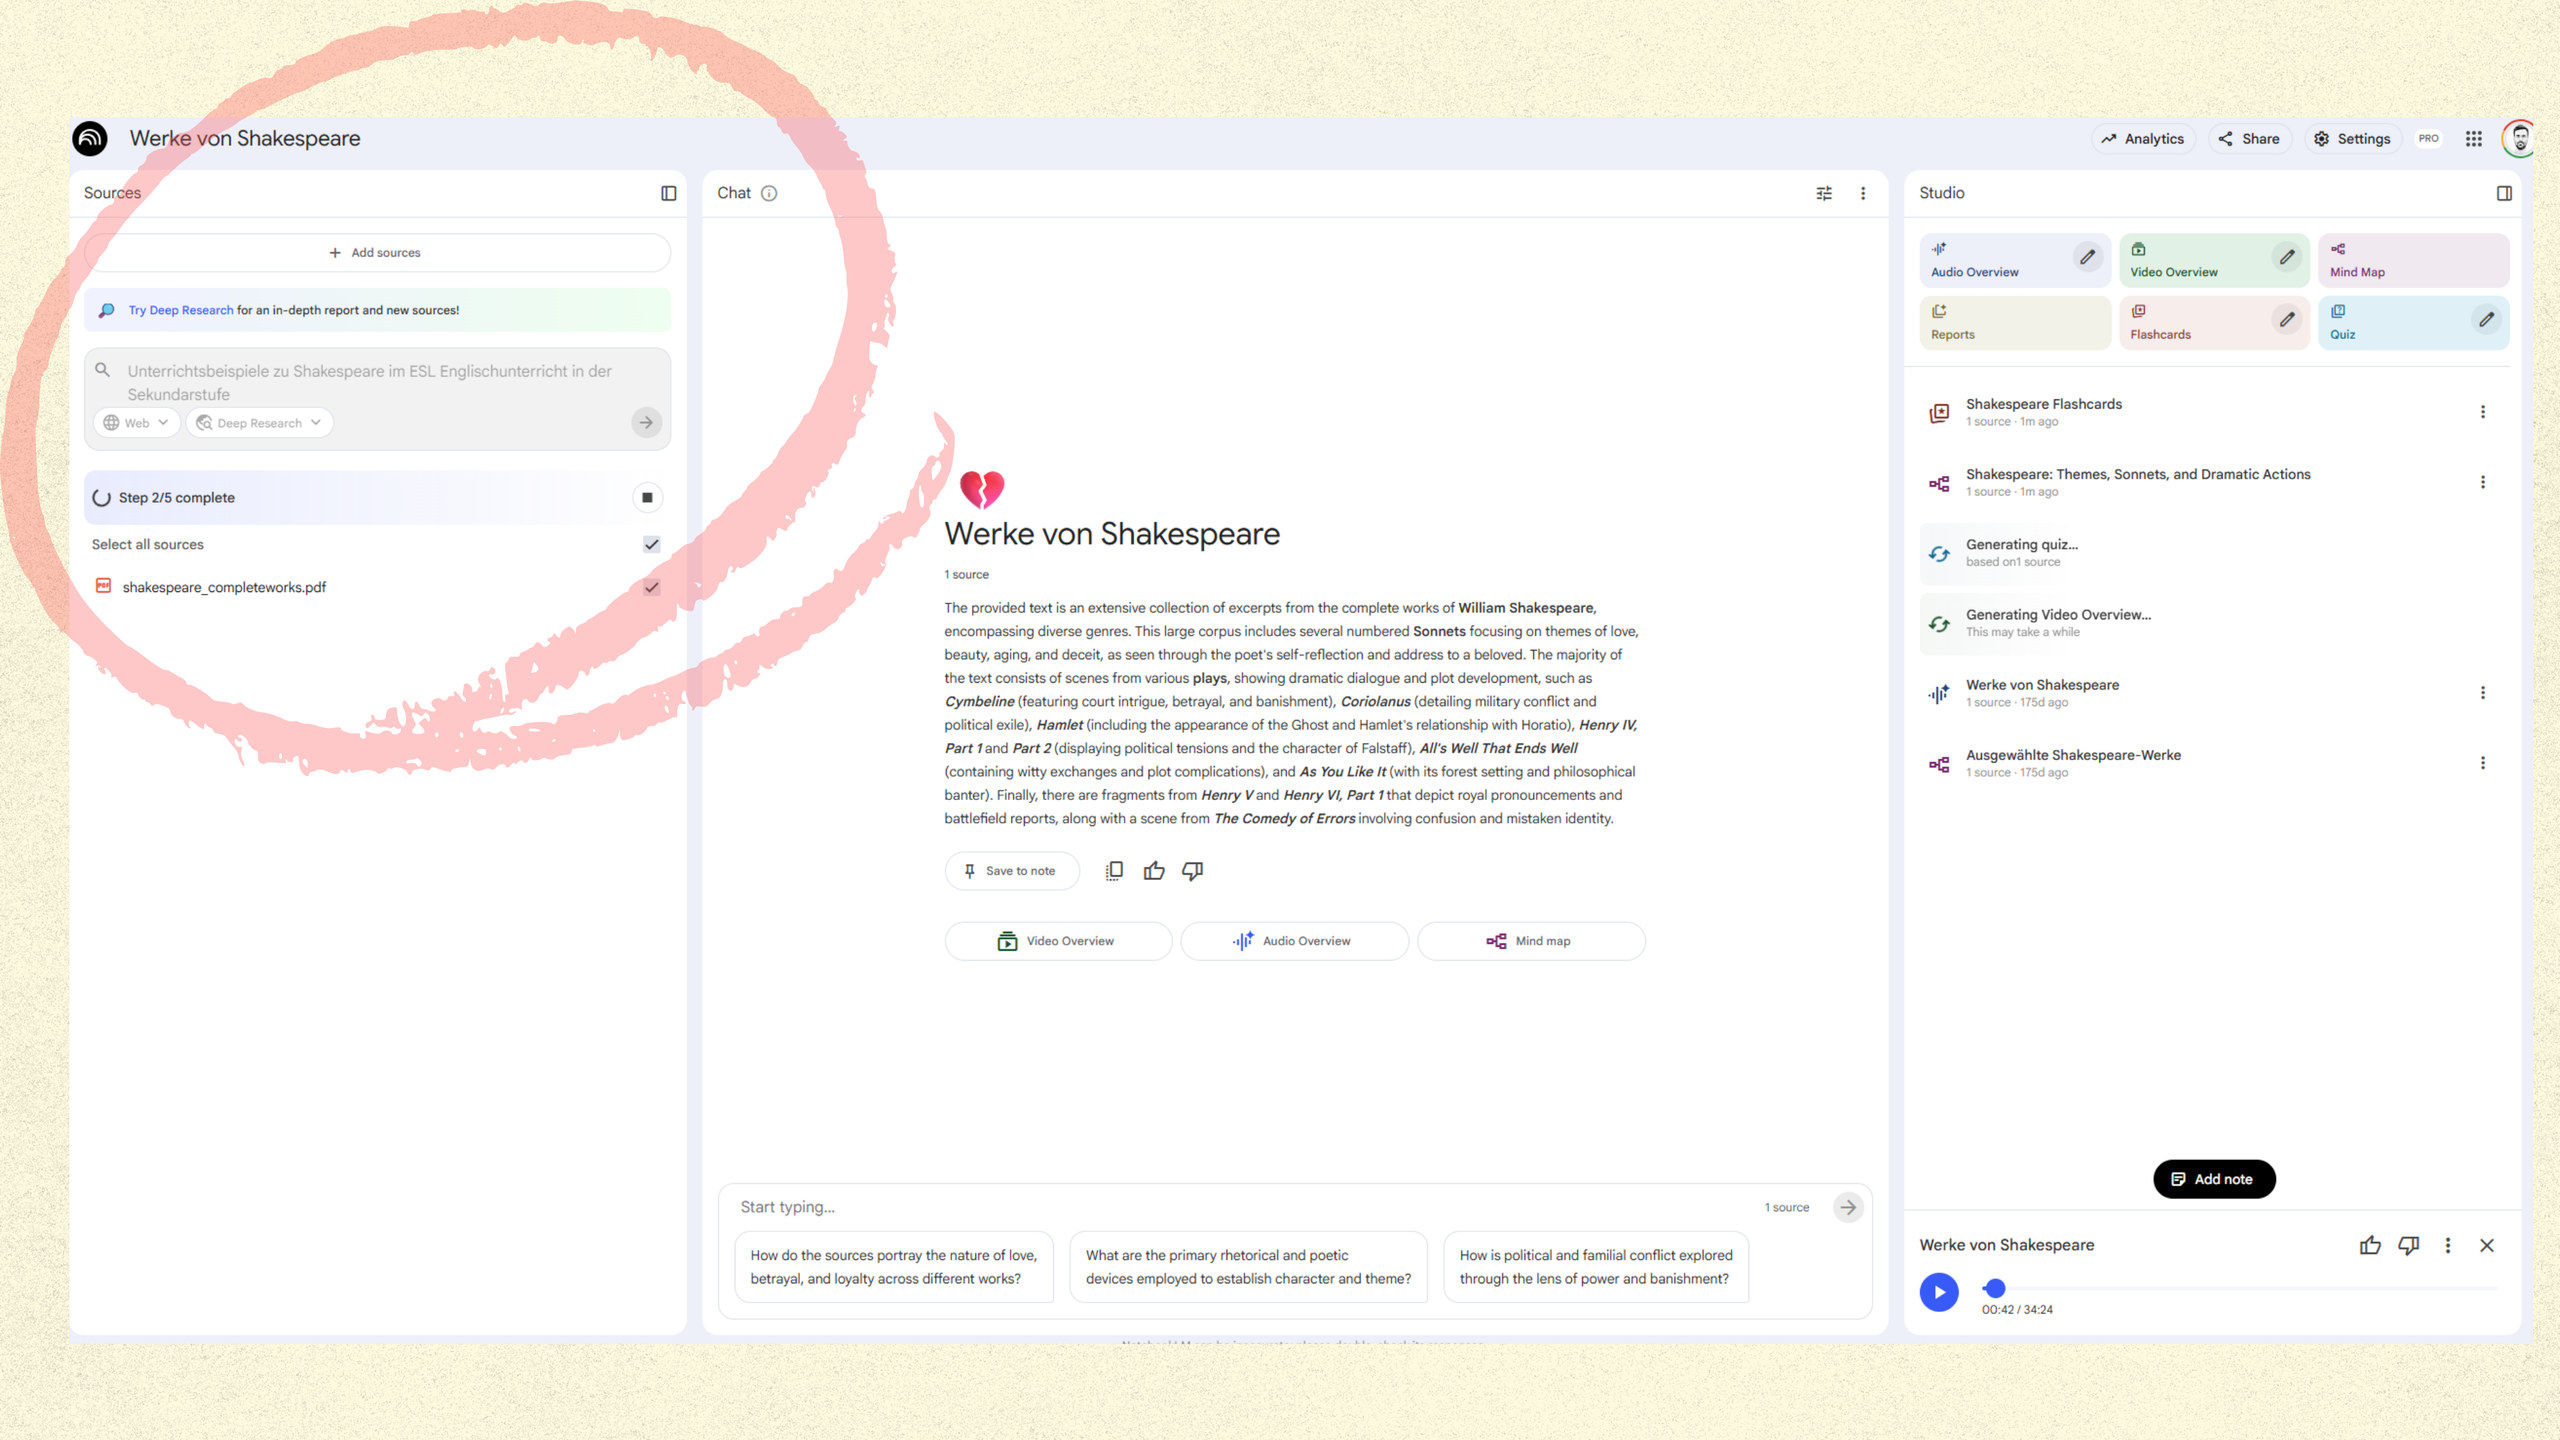 Werke von Shakespeare
Analytics
Share
Settings
PRO
Sources
Add sources
Try Deep Research for an in-depth report and new sources!
Unterrichtsbeispiele zu Shakespeare im ESL Englischunterricht in der
Sekundarstufe
Web
Deep Research
Step 2/5 complete
Select all sources
PDF
shakespeare_completeworks.pdf
Chat
Werke von Shakespeare
1 source
The provided text is an extensive collection of excerpts from the complete works of William Shakespeare,
encompassing diverse genres. This large corpus includes several numbered Sonnets focusing on themes of love,
beauty, aging, and deceit, as seen through the poet's self-reflection and address to a beloved. The majority of
the text consists of scenes from various plays, showing dramatic dialogue and plot development, such as
Cymbeline (featuring court intrigue, betrayal, and banishment), Coriolanus (detailing military conflict and
political exile), Hamlet (including the appearance of the Ghost and Hamlet's relationship with Horatio), Henry IV,
Part 1 and Part 2 (displaying political tensions and the character of Falstaff), All's Well That Ends Well
(containing witty exchanges and plot complications), and As You Like It (with its forest setting and philosophical
banter). Finally, there are fragments from Henry V and Henry VI, Part 1 that depict royal pronouncements and
battlefield reports, along with a scene from The Comedy of Errors involving confusion and mistaken identity.
Save to note
Video Overview
Audio Overview
Mind map
Start typing...
1 source
How do the sources portray the nature of love,
betrayal, and loyalty across different works?
What are the primary rhetorical and poetic
devices employed to establish character and theme?
How is political and familial conflict explored
through the lens of power and banishment?
Studio
Audio Overview
Video Overview
Mind Map
Reports
Flashcards
Quiz
Shakespeare Flashcards
1 source · 1m ago
Shakespeare: Themes, Sonnets, and Dramatic Actions
1 source · 1m ago
Generating quiz...
based on1 source
Generating Video Overview...
This may take a while
Werke von Shakespeare
1 source · 175d ago
Ausgewählte Shakespeare-Werke
1 source · 175d ago
Add note
Werke von Shakespeare
00:42 / 34:24